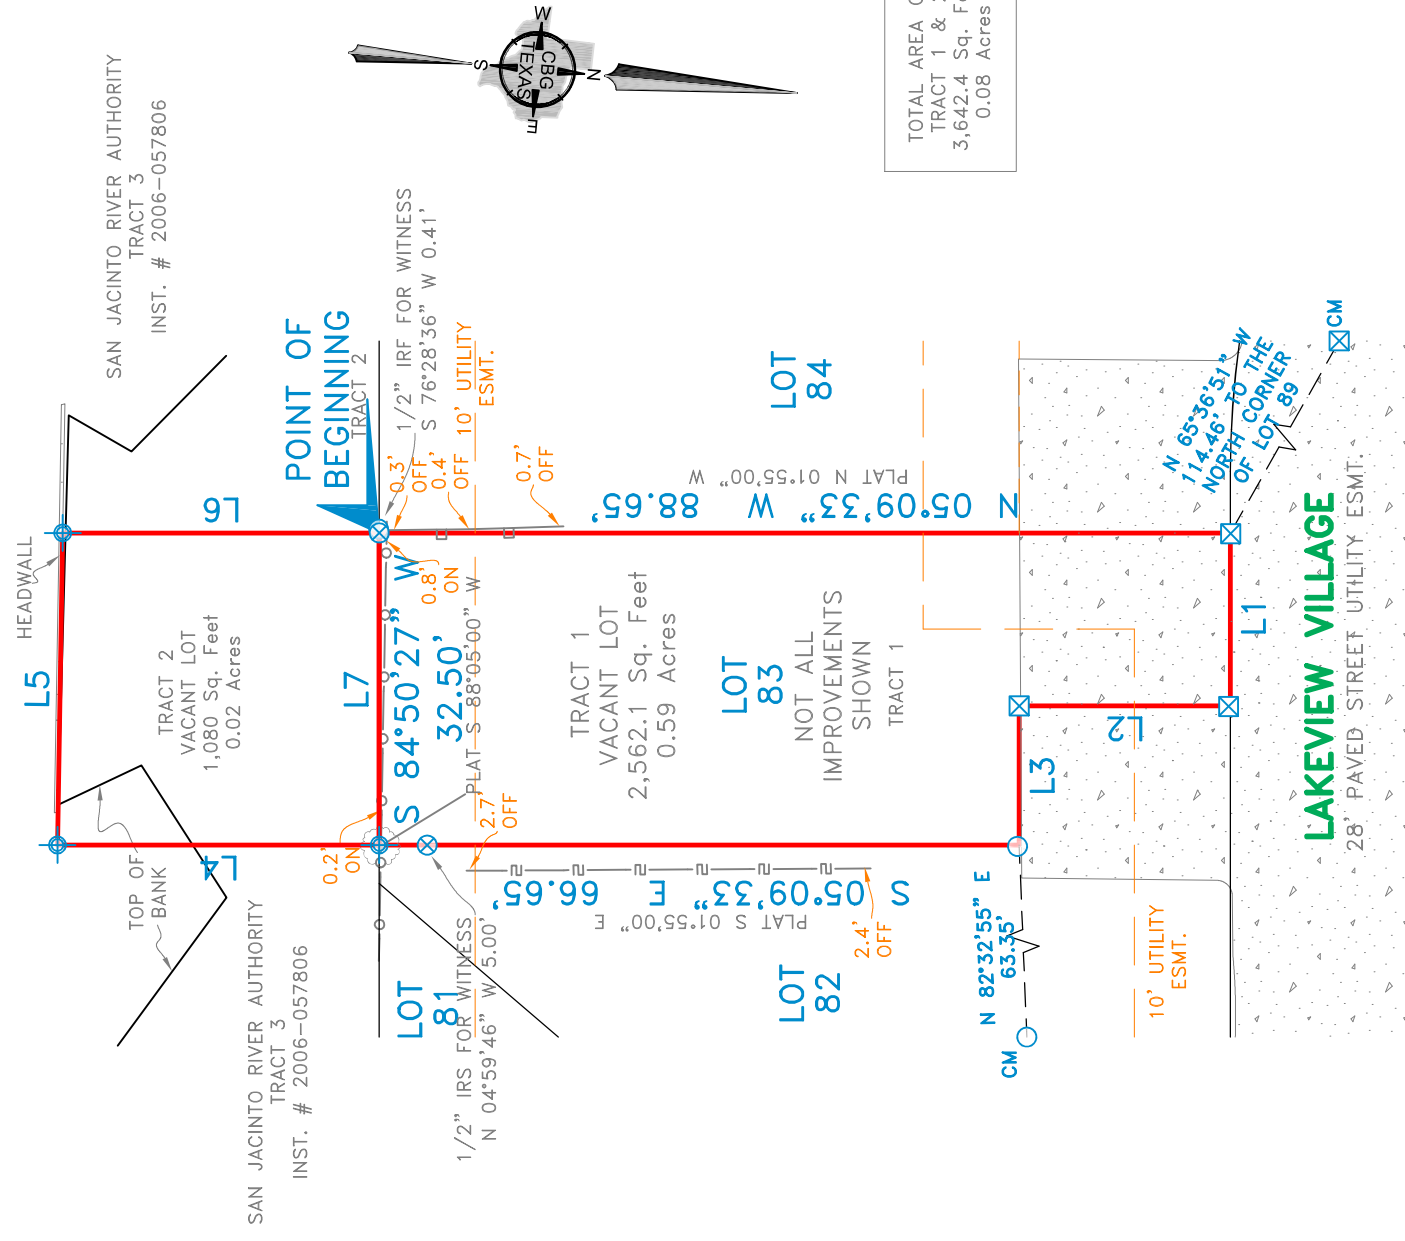 SAN JACINTO RIVER AUTHORITY
TRACT 3
INST. # 2006-057806
W
S
CBG
TEXAS
N
E
TOTAL AREA
TRACT 1 &
3,642.4 Sq.
0.08 Acres
HEADWALL
L5
L6
POINT OF
BEGINNING
TRACT 2
1/2" IRF FOR WITNESS
S 76°28'36" W 0.41'
10' UTILITY
ESMT.
0.3'
OFF
0.4'
OFF
0.7'
OFF
0.8'
ON
LOT
84
PLAT N 01°55'00" W
N 05°09'33" W 88.65'
N 65°36'51" W
114.46' TO THE
NORTH CORNER
OF LOT 89
CM
TRACT 2
VACANT LOT
1,080 Sq. Feet
0.02 Acres
L7
S 84°50'27" W
32.50'
PLAT S 88°05'00" W
TRACT 1
VACANT LOT
2,562.1 Sq. Feet
0.59 Acres
LOT
83
NOT ALL
IMPROVEMENTS
SHOWN
TRACT 1
L1
L2
L3
LAKEVIEW VILLAGE
28' PAVED STREET UTILITY ESMT.
L4
TOP OF
BANK
0.2'
ON
2.7'
OFF
S 05°09'33" E 66.65'
PLAT S 01°55'00" E
2.4'
OFF
SAN JACINTO RIVER AUTHORITY
TRACT 3
INST. # 2006-057806
LOT
81
1/2" IRS FOR WITNESS
N 04°59'46" W 5.00'
LOT
82
N 82°32'55" E
63.35'
CM
10' UTILITY
ESMT.